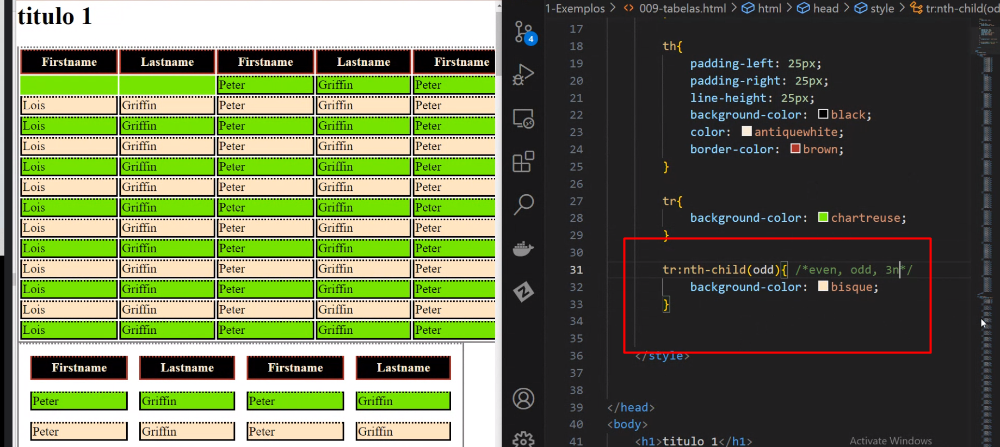 titulo 1
Firstname Lastname Firstname Lastname Firstname
Peter Griffin Peter
Lois Griffin Peter Griffin Peter
Lois Griffin Peter Griffin Peter
Lois Griffin Peter Griffin Peter
Lois Griffin Peter Griffin Peter
Lois Griffin Peter Griffin Peter
Lois Griffin Peter Griffin Peter
Lois Griffin Peter Griffin Peter
Lois Griffin Peter Griffin Peter
Lois Griffin Peter Griffin Peter
Lois Griffin Peter Griffin Peter
Lois Griffin Peter Griffin Peter
Lois Griffin Peter Griffin Peter
Firstname Lastname Firstname Lastname
Peter Griffin Peter Griffin
Peter Griffin Peter Griffin
4
1-Exemplos > <> 009-tabelas.html > html > head > style > tr:nth-child(od
17
18 th{
19 padding-left: 25px;
20 padding-right: 25px;
21 line-height: 25px;
22 background-color: black;
23 color: antiquewhite;
24 border-color: brown;
25 }
26
27 tr{
28 background-color: chartreuse;
29 }
30
31 tr:nth-child(odd){ /*even, odd, 3n*/
32 background-color: bisque;
33 }
34
35
36 </style>
37
38
39 </head>
40 <body>
41 <h1>titulo 1</h1>
Activate Windows